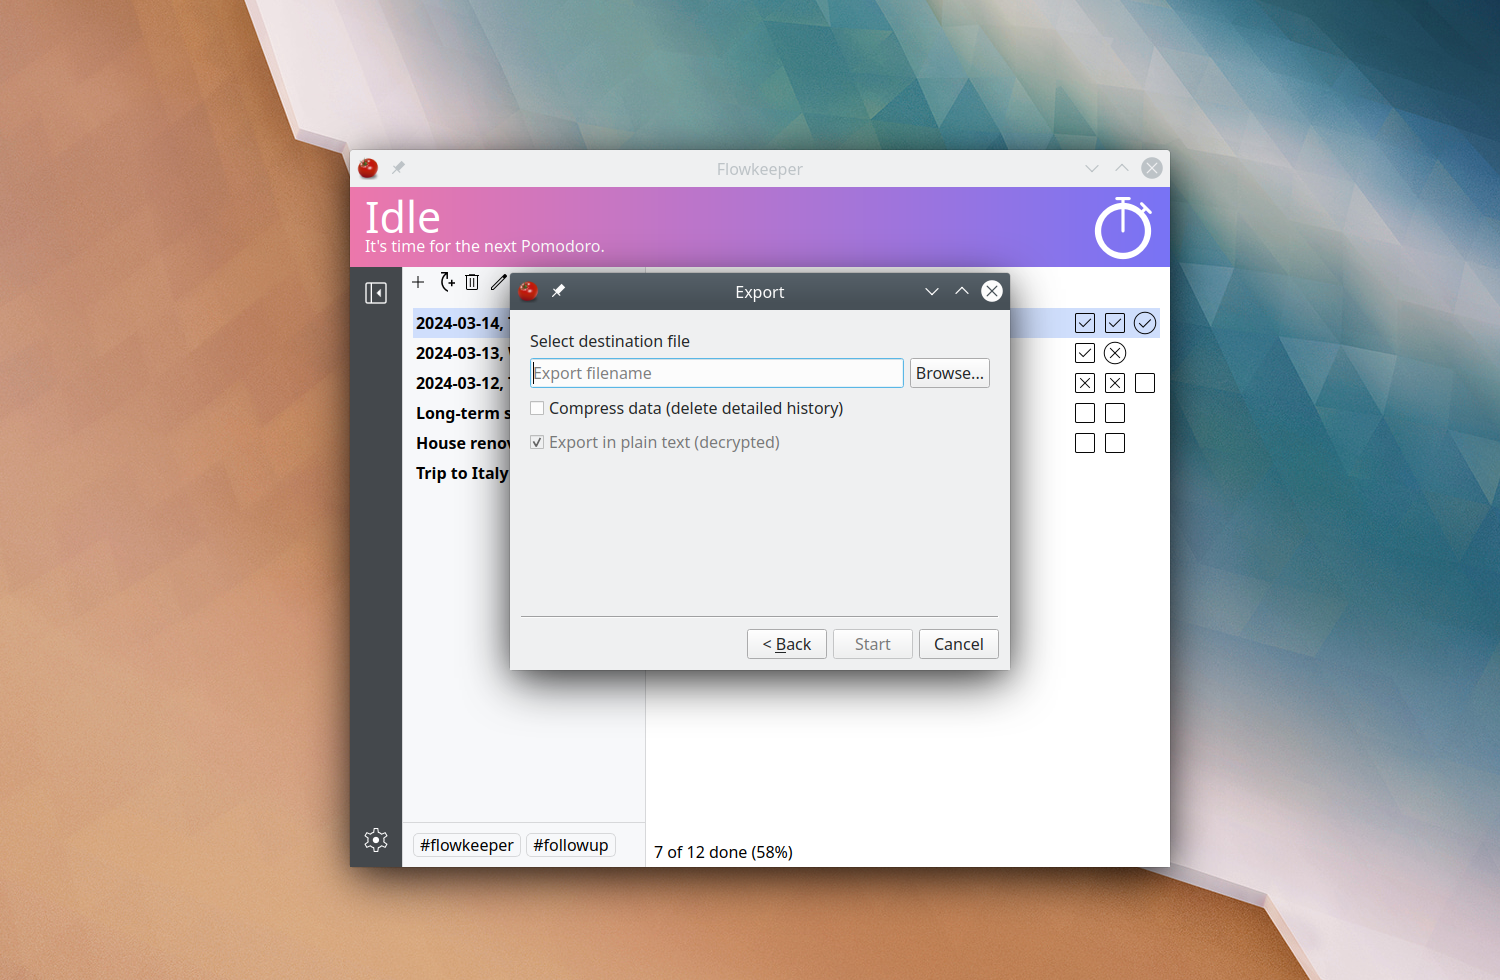 Flowkeeper
Idle
It's time for the next Pomodoro.
Export
Select destination file
Export filename
Browse...
Compress data (delete detailed history)
Export in plain text (decrypted)
< Back
Start
Cancel
2024-03-14,
2024-03-13,
2024-03-12,
Long-term
House
Trip to Italy
#flowkeeper
#followup
7 of 12 done (58%)